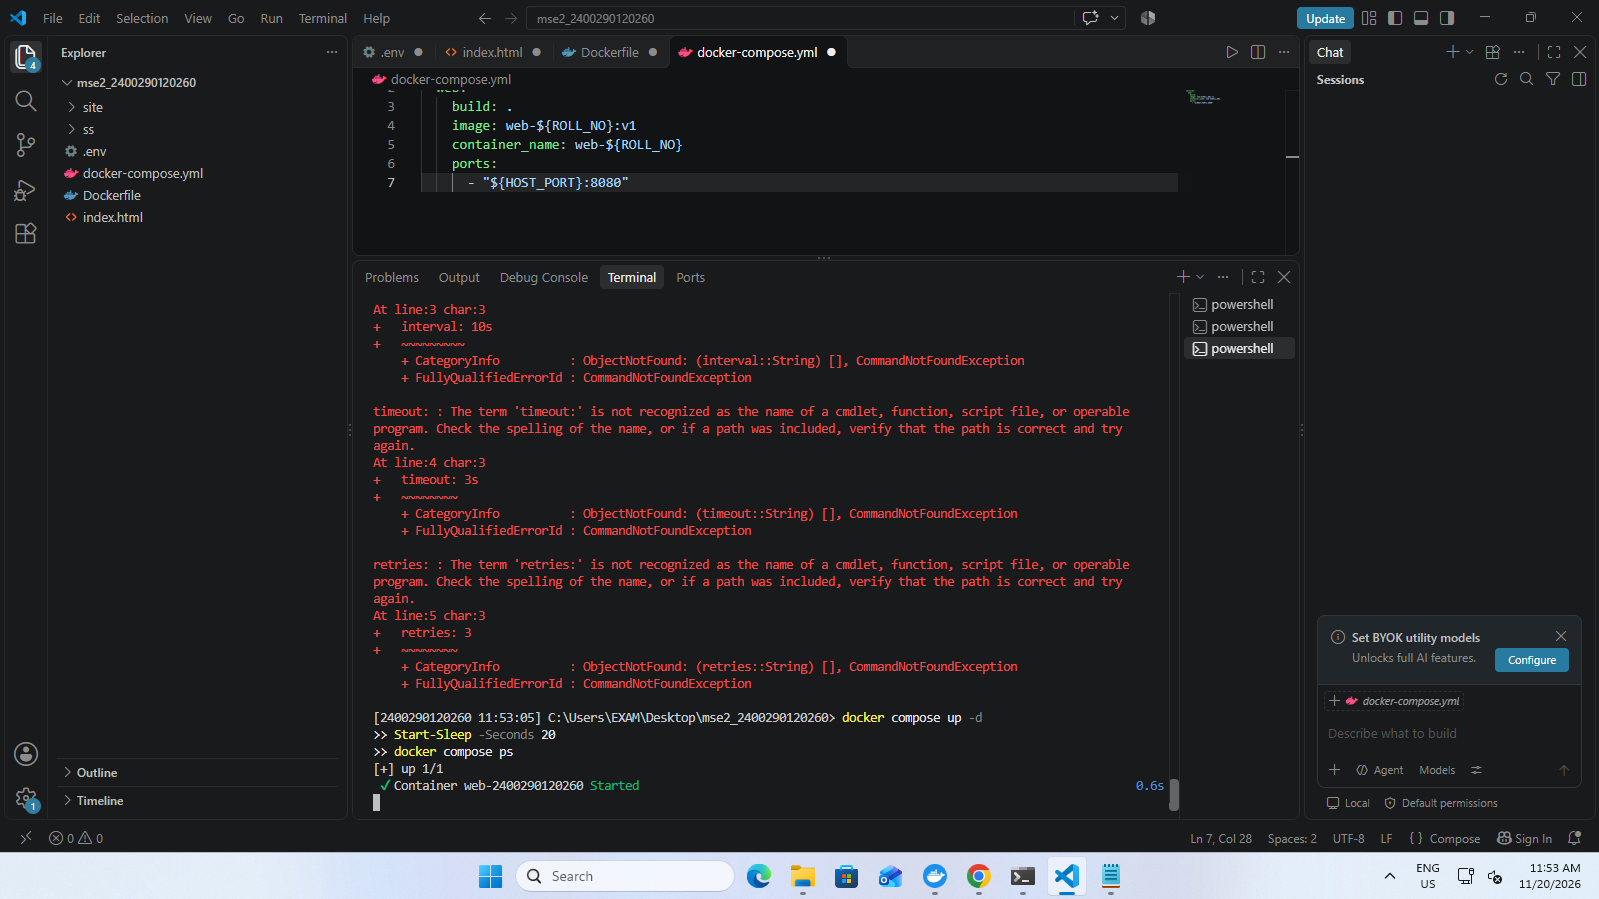 File Edit Selection View Go Run Terminal Help
mse2_2400290120260
Update
Explorer
mse2_2400290120260
site
ss
.env
docker-compose.yml
Dockerfile
index.html
Outline
Timeline
4
1
.env
index.html
Dockerfile
docker-compose.yml
docker-compose.yml
2 web:
3 build: .
4 image: web-${ROLL_NO}:v1
5 container_name: web-${ROLL_NO}
6 ports:
7 - "${HOST_PORT}:8080"
Problems Output Debug Console Terminal Ports
At line:3 char:3
+ interval: 10s
+ ~~~~~~~~~
+ CategoryInfo : ObjectNotFound: (interval::String) [], CommandNotFoundException
+ FullyQualifiedErrorId : CommandNotFoundException
timeout: : The term 'timeout:' is not recognized as the name of a cmdlet, function, script file, or operable
program. Check the spelling of the name, or if a path was included, verify that the path is correct and try
again.
At line:4 char:3
+ timeout: 3s
+ ~~~~~~~~
+ CategoryInfo : ObjectNotFound: (timeout::String) [], CommandNotFoundException
+ FullyQualifiedErrorId : CommandNotFoundException
retries: : The term 'retries:' is not recognized as the name of a cmdlet, function, script file, or operable
program. Check the spelling of the name, or if a path was included, verify that the path is correct and try
again.
At line:5 char:3
+ retries: 3
+ ~~~~~~~~
+ CategoryInfo : ObjectNotFound: (retries::String) [], CommandNotFoundException
+ FullyQualifiedErrorId : CommandNotFoundException
[2400290120260 11:53:05] C:\Users\EXAM\Desktop\mse2_2400290120260> docker compose up -d
>> Start-Sleep -Seconds 20
>> docker compose ps
[+] up 1/1
✓ Container web-2400290120260 Started 0.6s
powershell
powershell
powershell
Chat
Sessions
Set BYOK utility models
Unlocks full AI features.
Configure
docker-compose.yml
Describe what to build
Agent Models
Local Default permissions
0 0
Ln 7, Col 28 Spaces: 2 UTF-8 LF { } Compose Sign In
Search
ENG
US
11:53 AM
11/20/2026